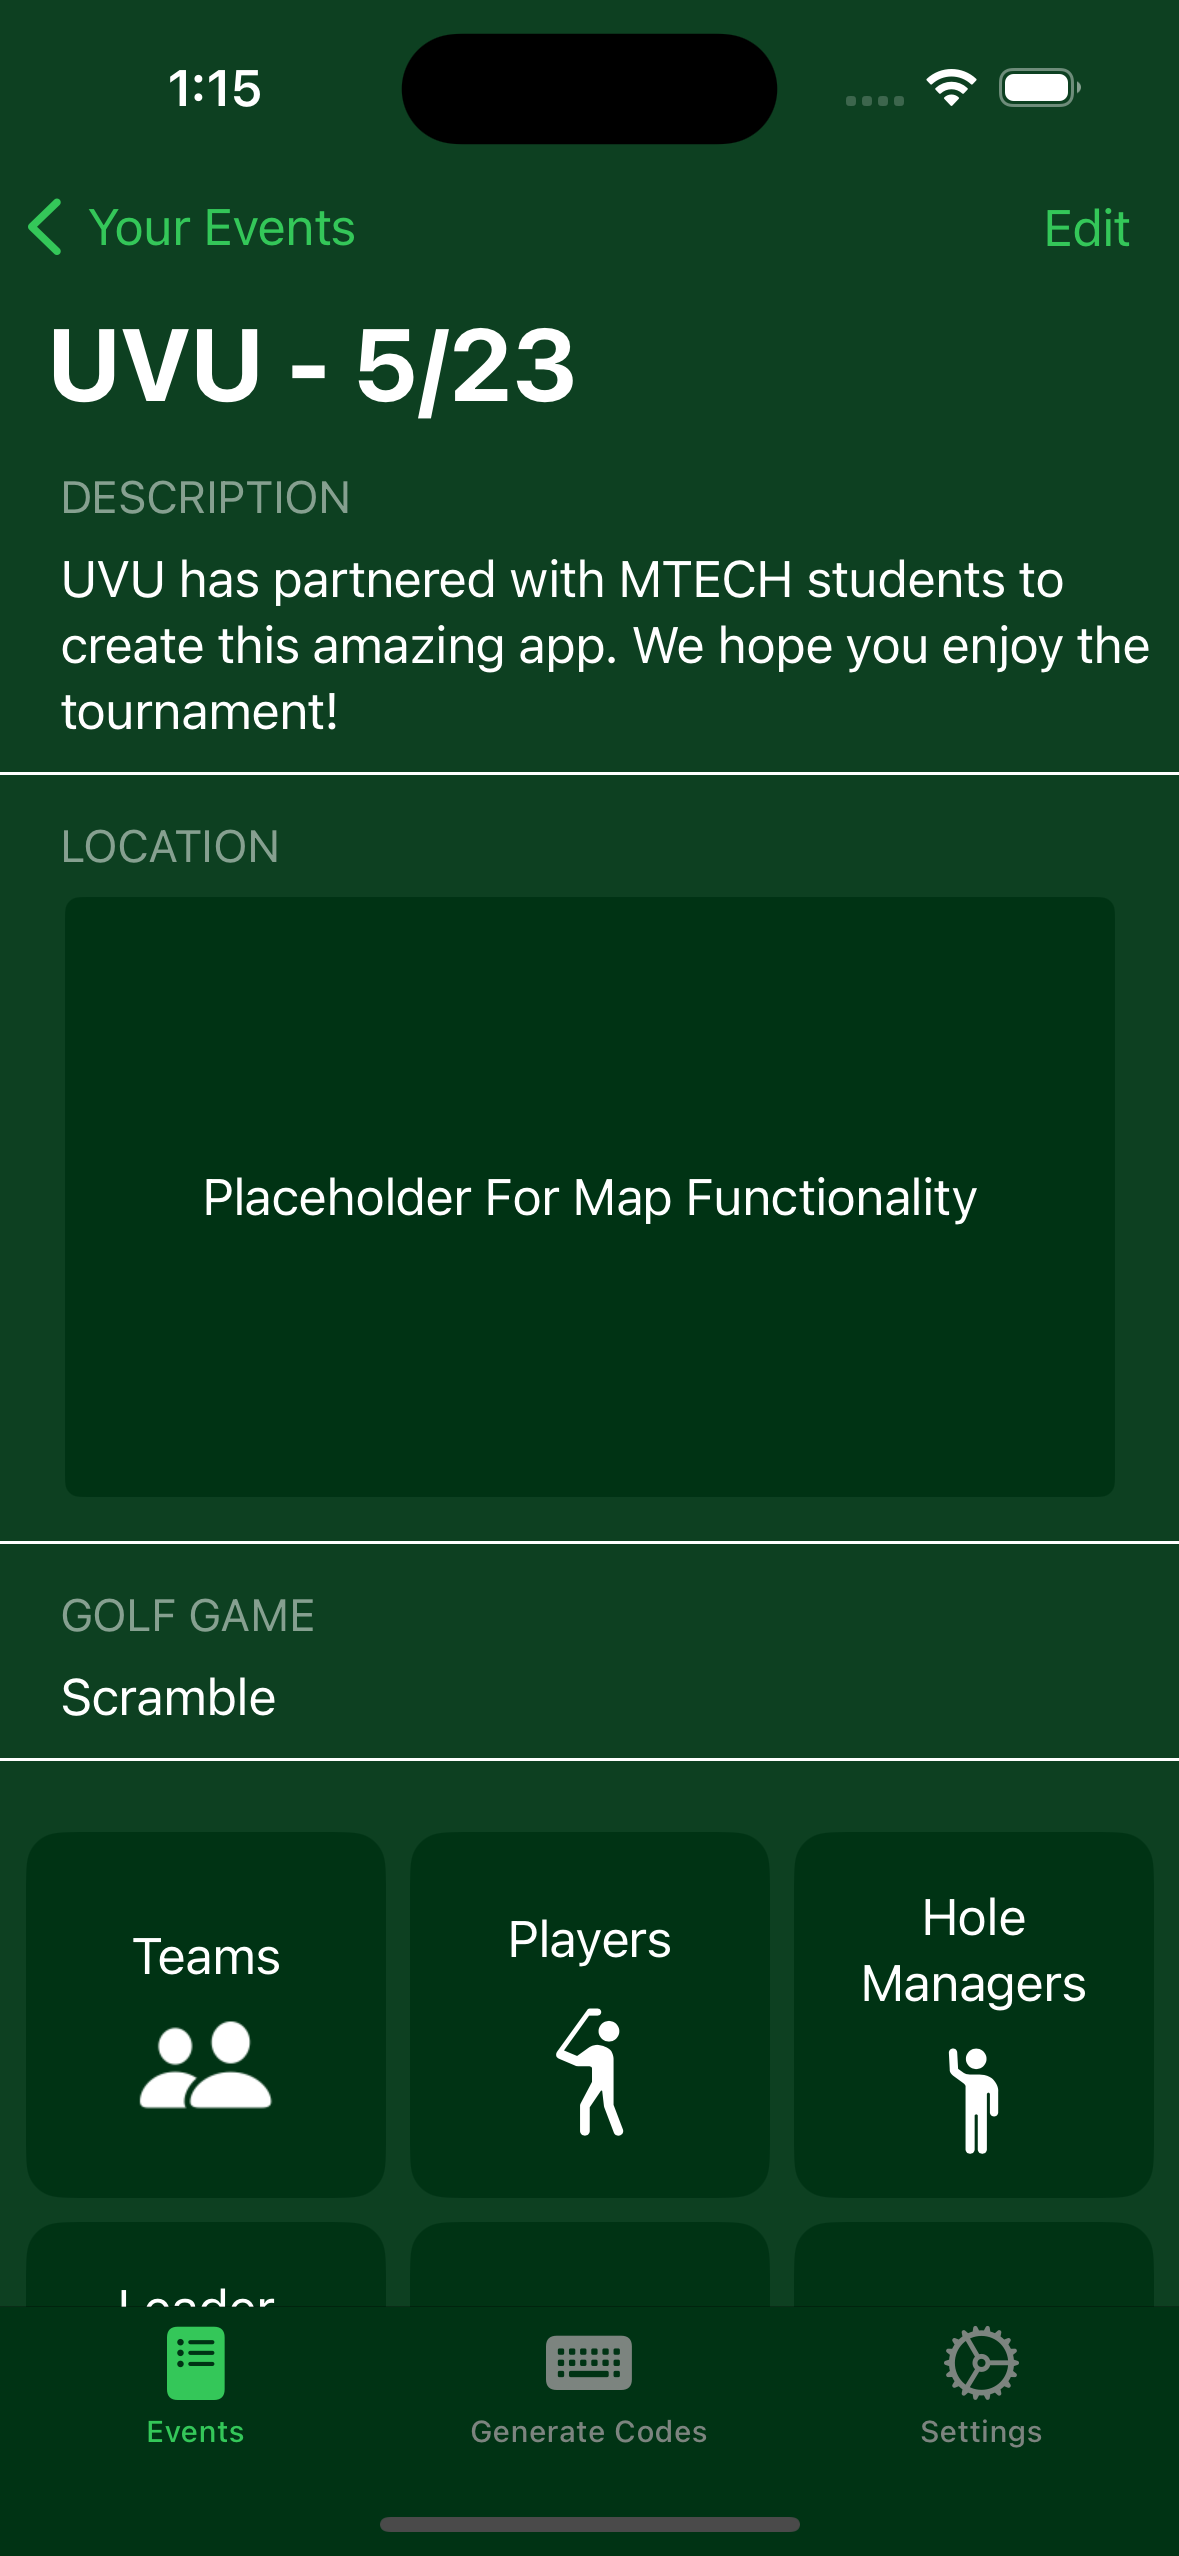 1:15
Your Events
Edit
UVU - 5/23
DESCRIPTION
UVU has partnered with MTECH students to
create this amazing app. We hope you enjoy the
tournament!
LOCATION
Placeholder For Map Functionality
GOLF GAME
Scramble
Teams
Players
Hole
Managers
Leader
Events
Generate Codes
Settings